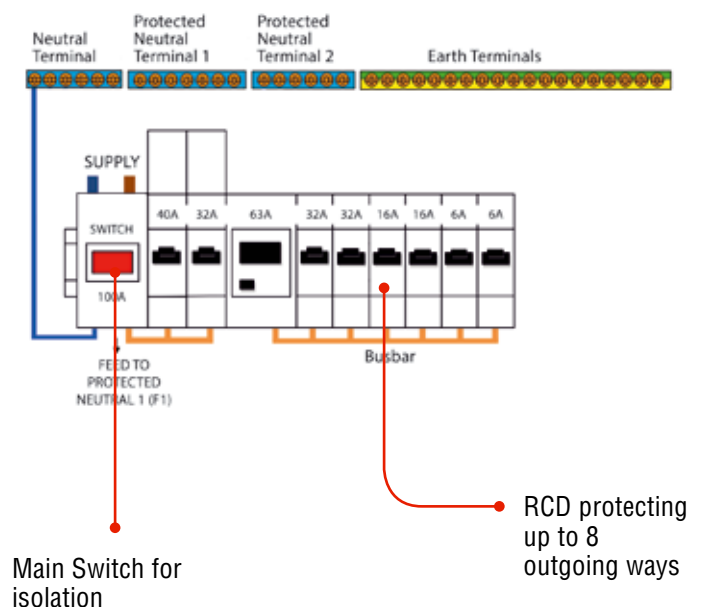 Neutral
Terminal
Protected
Neutral
Terminal 1
Protected
Neutral
Terminal 2
Earth Terminals
SUPPLY
SWITCH
100A
40A
32A
63A
32A
32A
16A
16A
6A
6A
FEED TO
PROTECTED
NEUTRAL 1 (F1)
Busbar
RCD protecting
up to 8
outgoing ways
Main Switch for
isolation